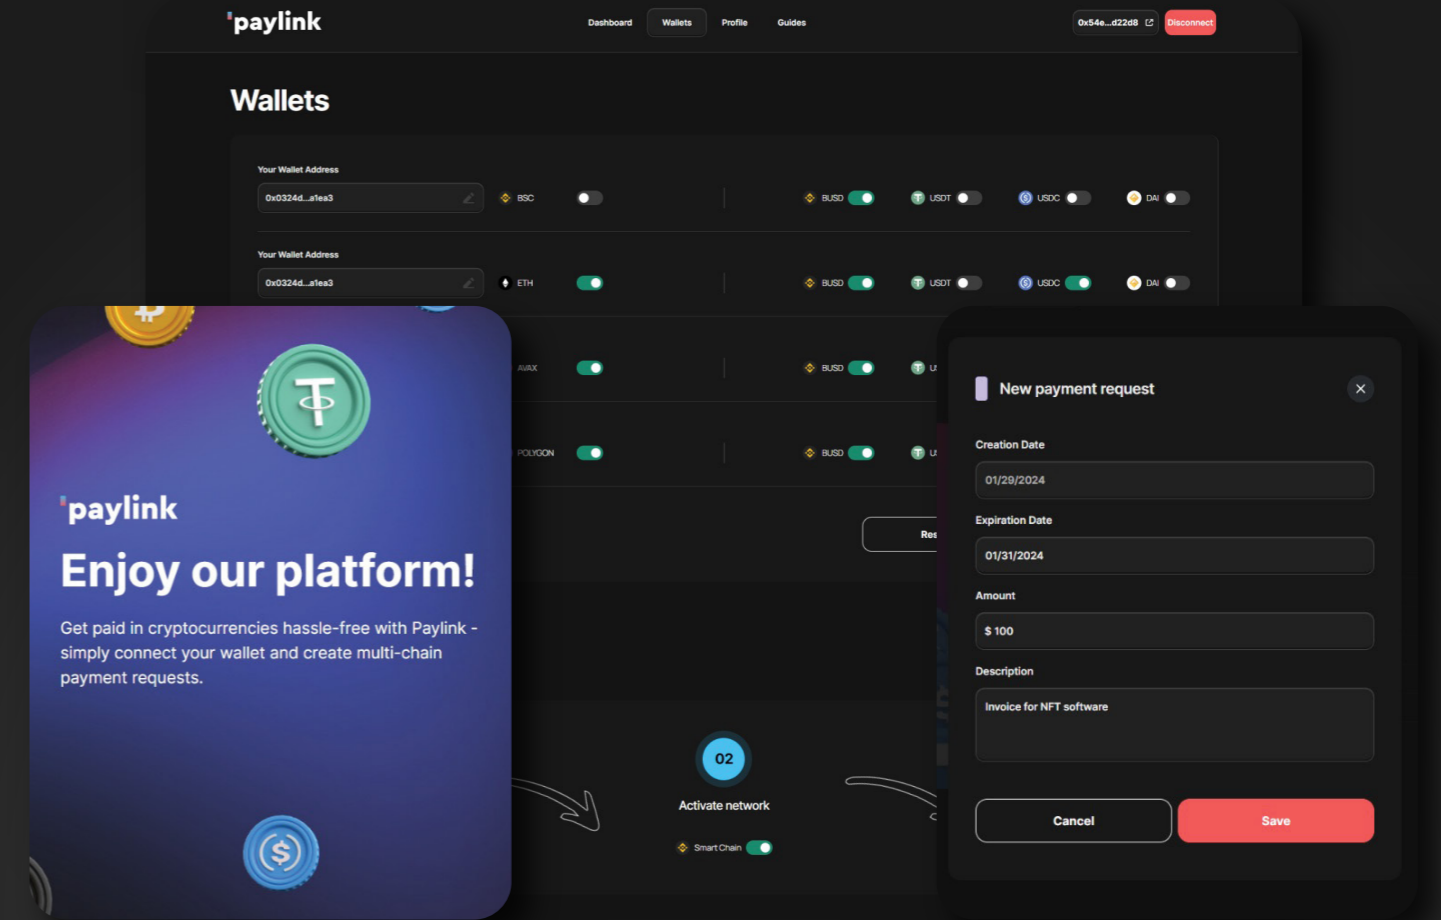 paylink
Dashboard Wallets Profile Guides
0x54e...d22d8 Disconnect
Wallets
Your Wallet Address
0x0324d...a1ea3 BSC BUSD USDT USDC DAI
Your Wallet Address
0x0324d...a1ea3 ETH BUSD USDT USDC DAI
AVAX BUSD
POLYGON BUSD
02
Activate network
Smart Chain
paylink
Enjoy our platform!
Get paid in cryptocurrencies hassle-free with Paylink -
simply connect your wallet and create multi-chain
payment requests.
New payment request
Creation Date
01/29/2024
Expiration Date
01/31/2024
Amount
$ 100
Description
Invoice for NFT software
Cancel Save